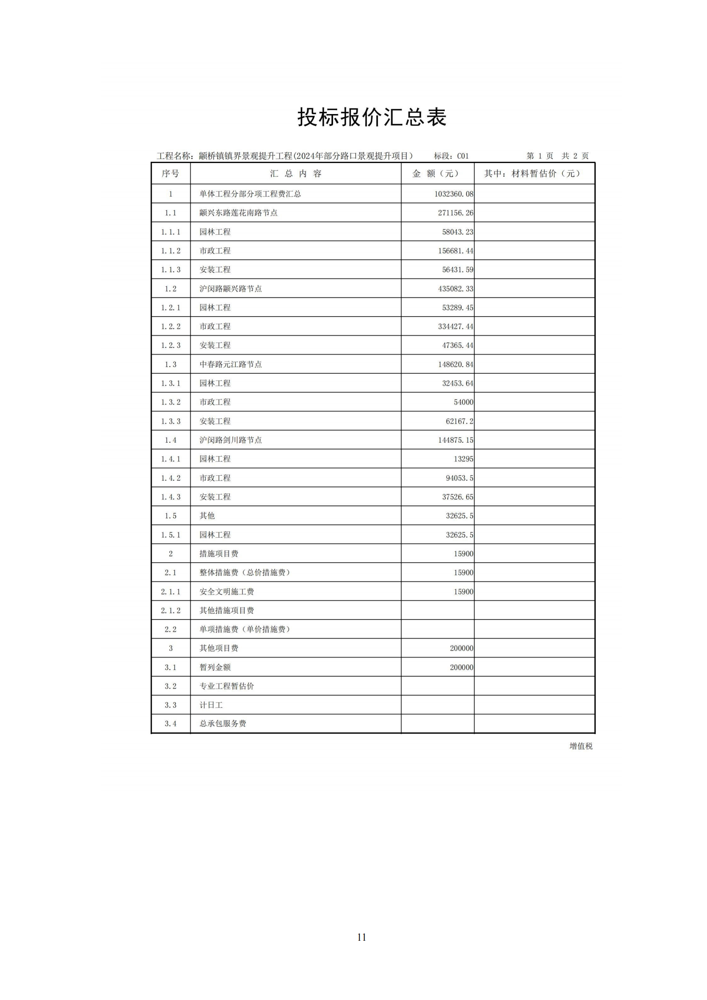 投标报价汇总表
工程名称：颛桥镇镇界景观提升工程(2024年部分路口景观提升项目） 标段：C01 第 1 页 共 2 页
序号 汇 总 内 容 金 额（元） 其中：材料暂估价（元）
1 单体工程分部分项工程费汇总 1032360.08
1.1 颛兴东路莲花南路节点 271156.26
1.1.1 园林工程 58043.23
1.1.2 市政工程 156681.44
1.1.3 安装工程 56431.59
1.2 沪闵路颛兴路节点 435082.33
1.2.1 园林工程 53289.45
1.2.2 市政工程 334427.44
1.2.3 安装工程 47365.44
1.3 中春路元江路节点 148620.84
1.3.1 园林工程 32453.64
1.3.2 市政工程 54000
1.3.3 安装工程 62167.2
1.4 沪闵路剑川路节点 144875.15
1.4.1 园林工程 13295
1.4.2 市政工程 94053.5
1.4.3 安装工程 37526.65
1.5 其他 32625.5
1.5.1 园林工程 32625.5
2 措施项目费 15900
2.1 整体措施费（总价措施费） 15900
2.1.1 安全文明施工费 15900
2.1.2 其他措施项目费
2.2 单项措施费（单价措施费）
3 其他项目费 200000
3.1 暂列金额 200000
3.2 专业工程暂估价
3.3 计日工
3.4 总承包服务费
增值税
11